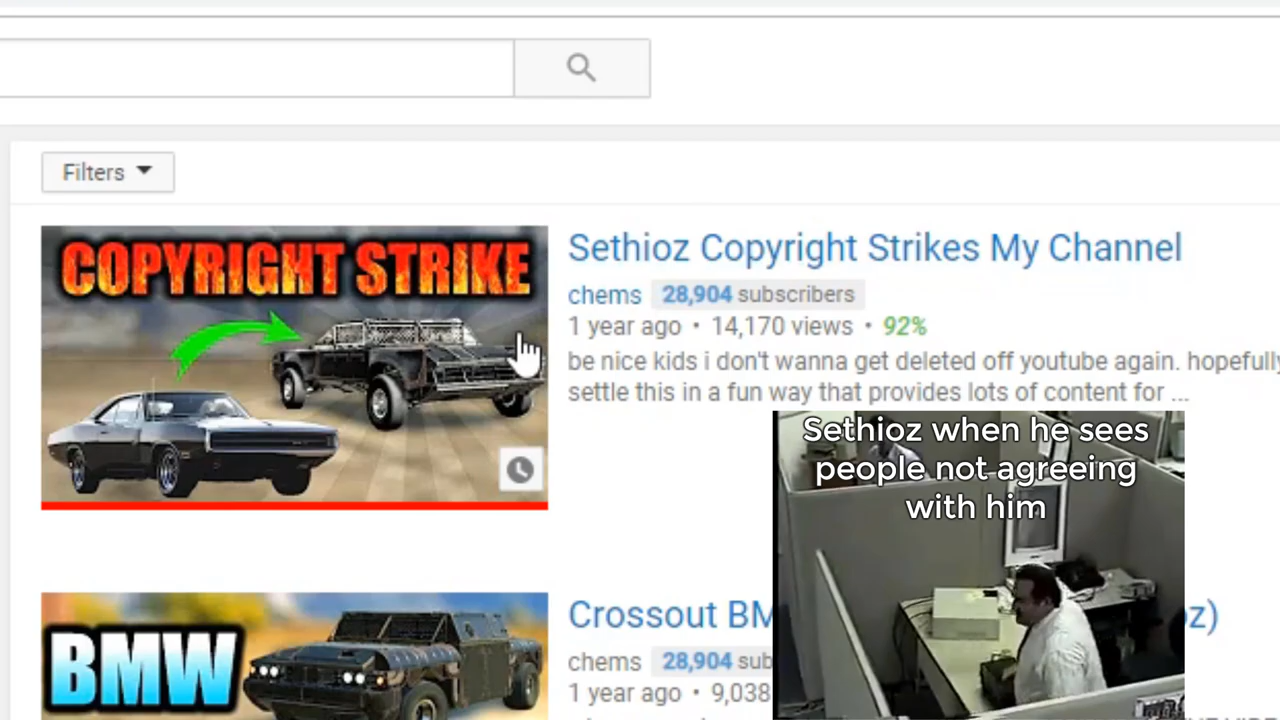 Filters
COPYRIGHT STRIKE
Sethioz Copyright Strikes My Channel
chems 28,904 subscribers
1 year ago • 14,170 views • 92%
be nice kids i don't wanna get deleted off youtube again. hopefully
settle this in a fun way that provides lots of content for ...
Sethioz when he sees
people not agreeing
with him
BMW
Crossout BM
oz)
chems 28,904 sub
1 year ago • 9,038